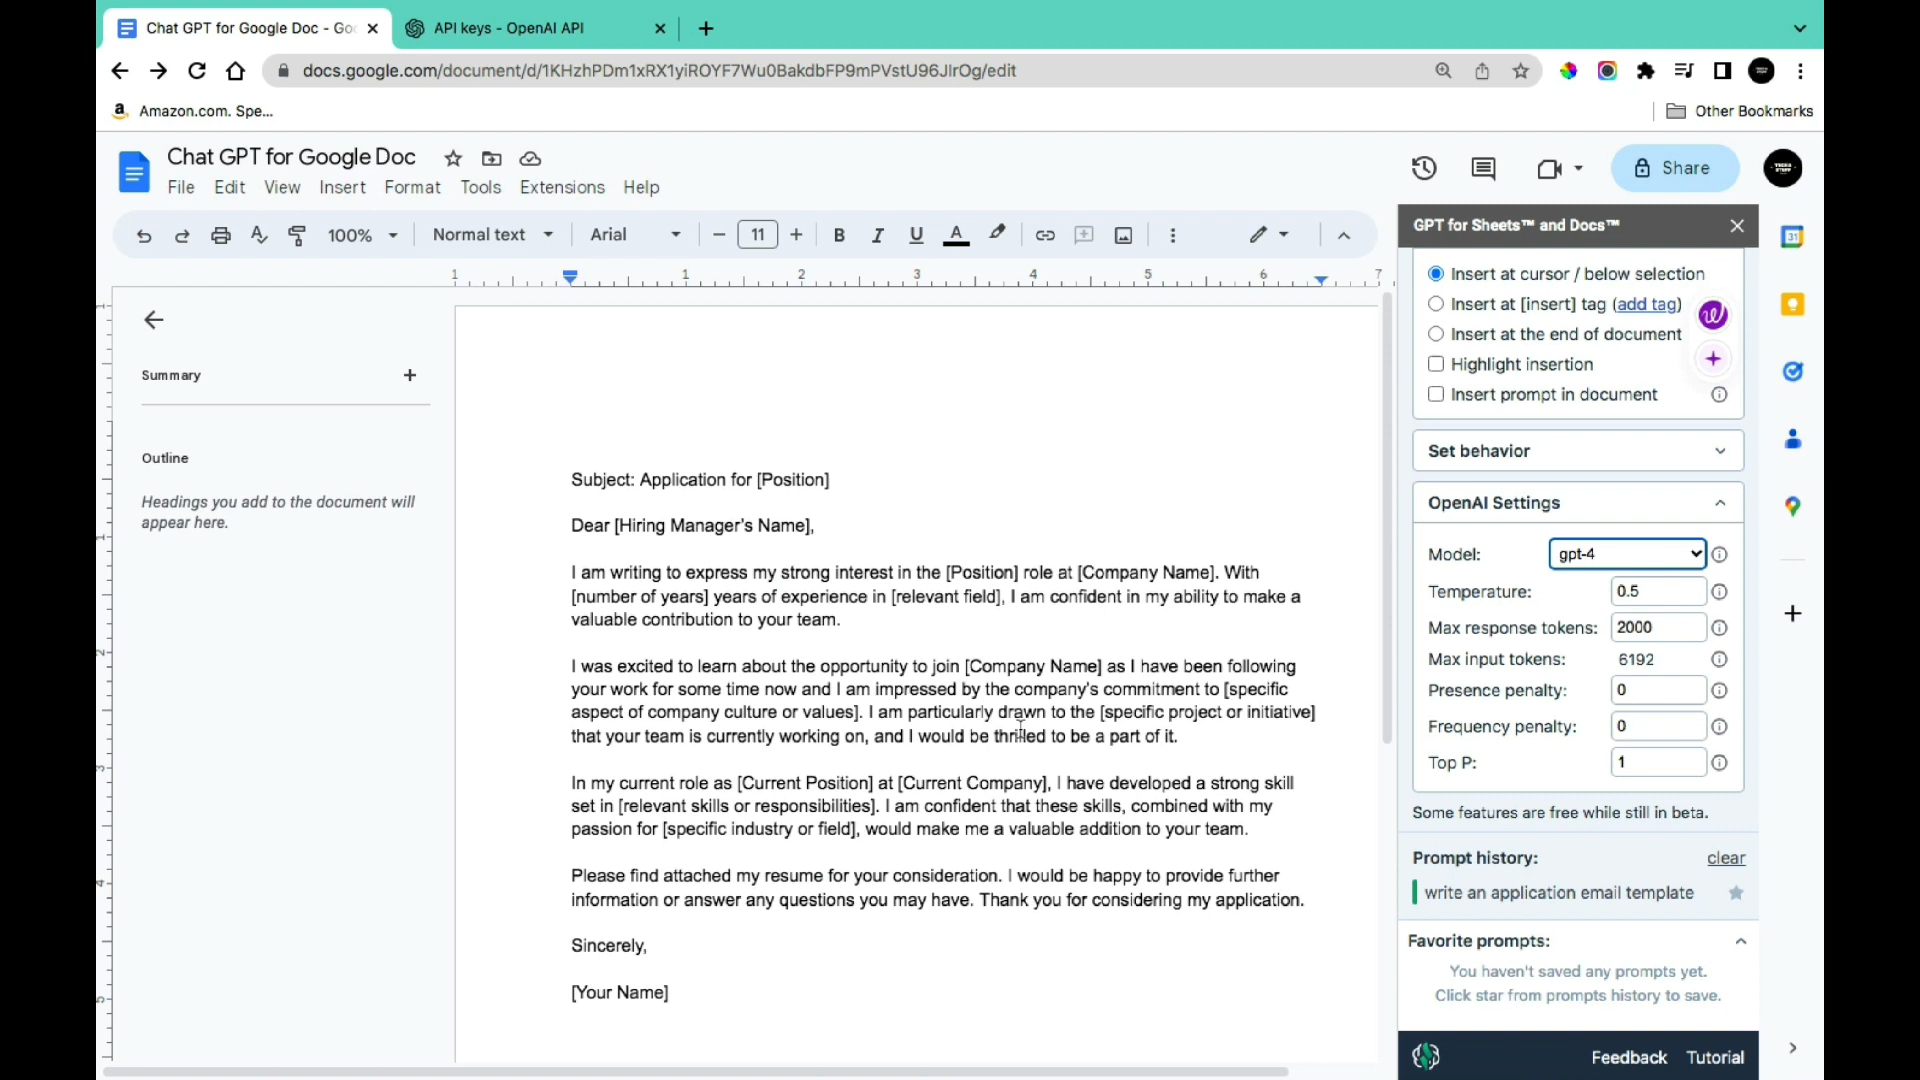 Chat GPT for Google Doc - Goo
API keys - OpenAI API
docs.google.com/document/d/1KHzhPDm1xRX1yiROYF7Wu0BakdbFP9mPVstU96JIrOg/edit
Amazon.com. Spe...
Other Bookmarks
Chat GPT for Google Doc
File Edit View Insert Format Tools Extensions Help
Share
100% Normal text Arial 11
1 1 2 3 4 5 6 7
Summary
Outline
Headings you add to the document will
appear here.
Subject: Application for [Position]
Dear [Hiring Manager's Name],
I am writing to express my strong interest in the [Position] role at [Company Name]. With
[number of years] years of experience in [relevant field], I am confident in my ability to make a
valuable contribution to your team.
I was excited to learn about the opportunity to join [Company Name] as I have been following
your work for some time now and I am impressed by the company's commitment to [specific
aspect of company culture or values]. I am particularly drawn to the [specific project or initiative]
that your team is currently working on, and I would be thrilled to be a part of it.
In my current role as [Current Position] at [Current Company], I have developed a strong skill
set in [relevant skills or responsibilities]. I am confident that these skills, combined with my
passion for [specific industry or field], would make me a valuable addition to your team.
Please find attached my resume for your consideration. I would be happy to provide further
information or answer any questions you may have. Thank you for considering my application.
Sincerely,
[Your Name]
GPT for Sheets™ and Docs™
Insert at cursor / below selection
Insert at [insert] tag (add tag)
Insert at the end of document
Highlight insertion
Insert prompt in document
Set behavior
OpenAI Settings
Model: gpt-4
Temperature: 0.5
Max response tokens: 2000
Max input tokens: 6192
Presence penalty: 0
Frequency penalty: 0
Top P: 1
Some features are free while still in beta.
Prompt history: clear
write an application email template
Favorite prompts:
You haven't saved any prompts yet.
Click star from prompts history to save.
Feedback Tutorial